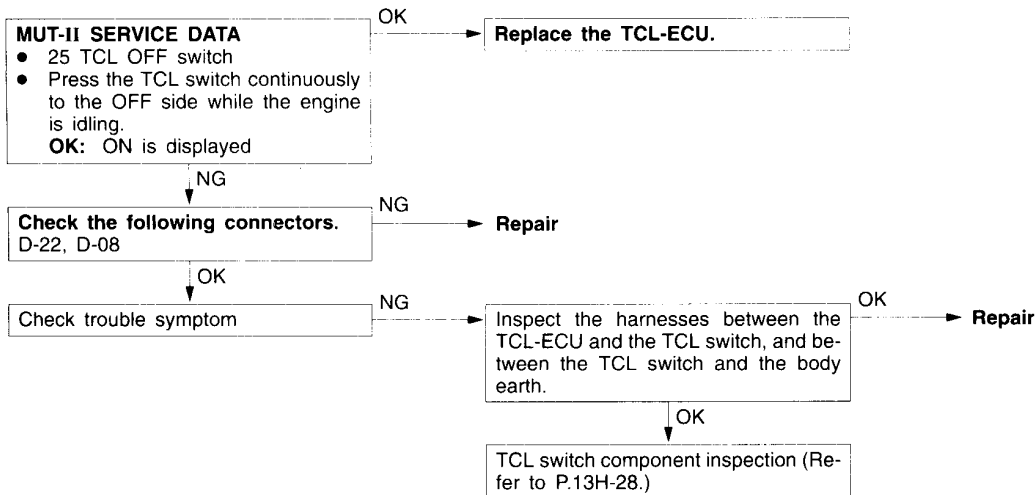 OK
MUT-II SERVICE DATA
● 25 TCL OFF switch
● Press the TCL switch continuously
to the OFF side while the engine
is idling.
OK: ON is displayed
Replace the TCL-ECU.
NG
Check the following connectors.
D-22, D-08
NG
Repair
OK
Check trouble symptom
NG
Inspect the harnesses between the
TCL-ECU and the TCL switch, and be-
tween the TCL switch and the body
earth.
OK
Repair
OK
TCL switch component inspection (Re-
fer to P.13H-28.)